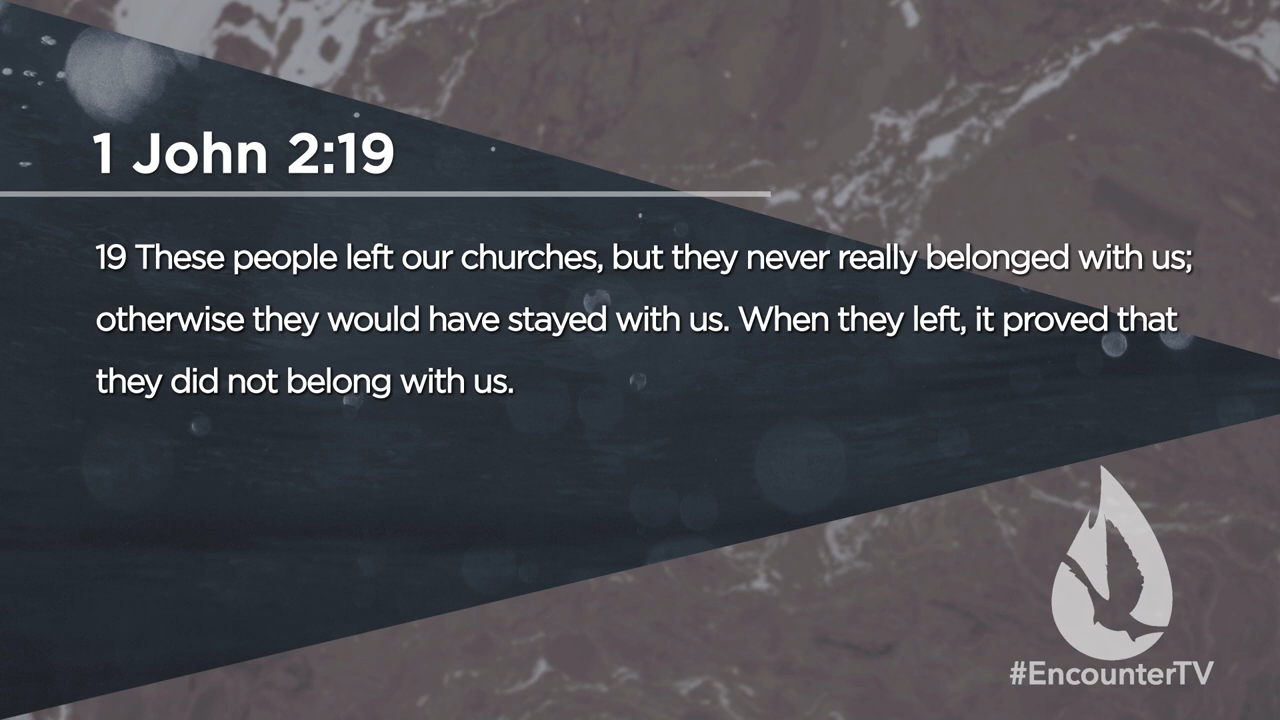 1 John 2:19
19 These people left our churches, but they never really belonged with us;
otherwise they would have stayed with us. When they left, it proved that
they did not belong with us.
#EncounterTV